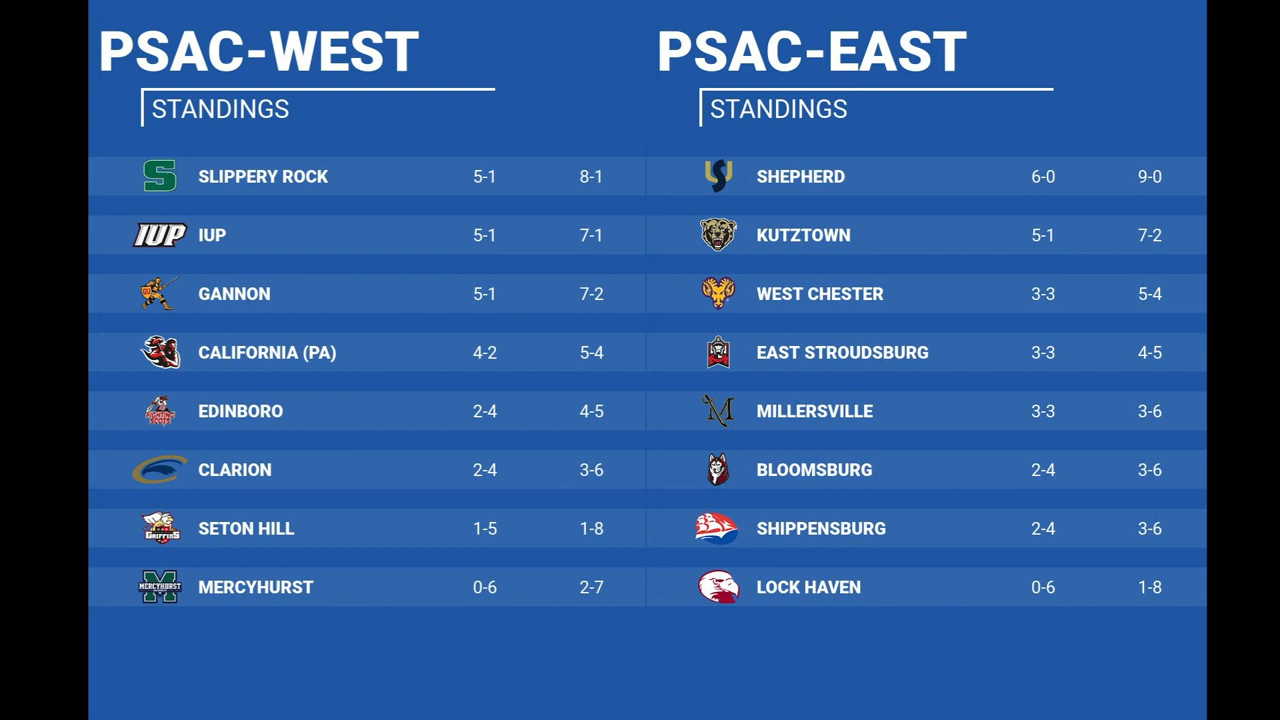 PSAC-WEST
STANDINGS
SLIPPERY ROCK 5-1 8-1
IUP IUP 5-1 7-1
GANNON 5-1 7-2
CALIFORNIA (PA) 4-2 5-4
EDINBORO 2-4 4-5
CLARION 2-4 3-6
SETON HILL 1-5 1-8
MERCYHURST MERCYHURST 0-6 2-7
PSAC-EAST
STANDINGS
SHEPHERD 6-0 9-0
KUTZTOWN 5-1 7-2
WEST CHESTER 3-3 5-4
EAST STROUDSBURG 3-3 4-5
MILLERSVILLE 3-3 3-6
BLOOMSBURG 2-4 3-6
SHIPPENSBURG 2-4 3-6
LOCK HAVEN 0-6 1-8